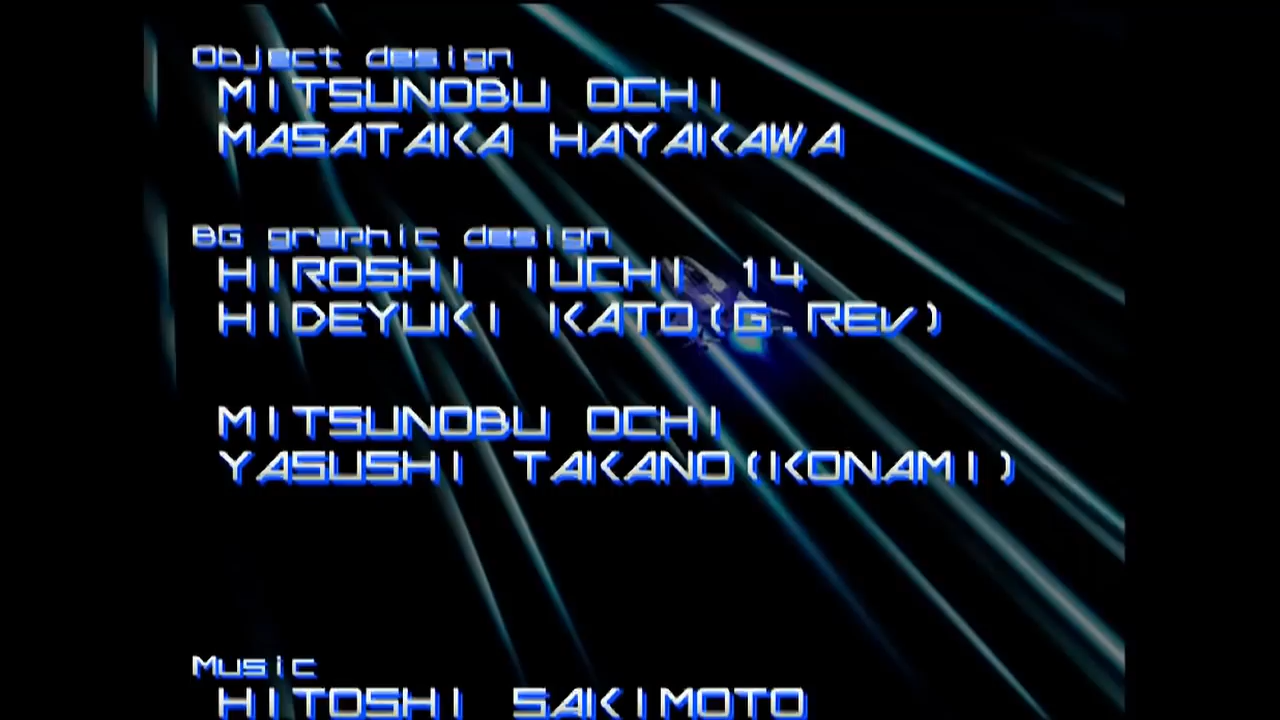 Object design
MITSUNOBU OCHI
MASATAKA HAYAKAWA
BG graphic design
HIROSHI IUCHI 14
HIDEYUKI KATO(G.REV)
MITSUNOBU OCHI
YASUSHI TAKANO(KONAMI)
Music
HITOSHI SAKIMOTO